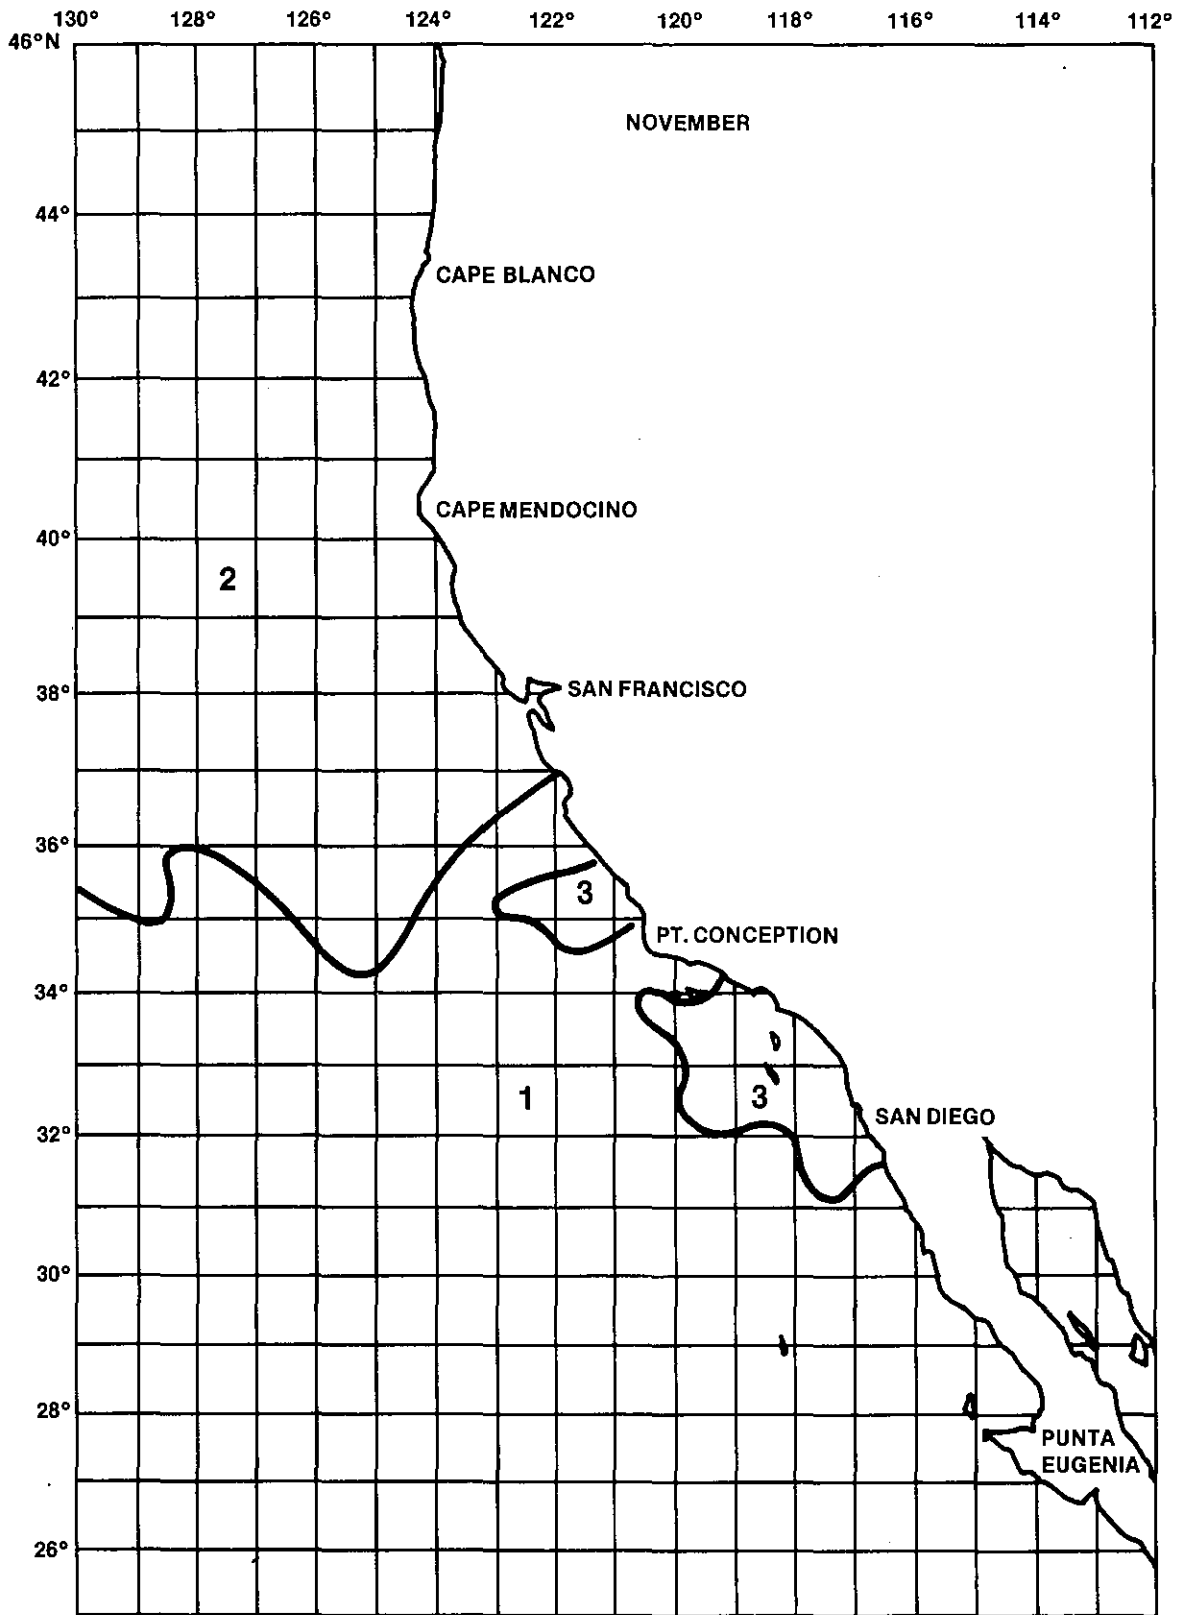 130° 128° 126° 124° 122° 120° 118° 116° 114° 112°
46°N
NOVEMBER
44°
CAPE BLANCO
42°
CAPE MENDOCINO
40°
2
38°
SAN FRANCISCO
36°
3
PT. CONCEPTION
34°
1
3
SAN DIEGO
32°
30°
28°
PUNTA
EUGENIA
26°